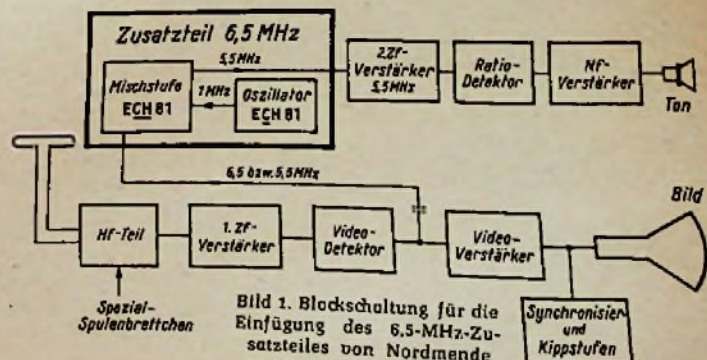 Zusatzteil 6,5 MHz
Mischstufe
ECH 81
5,5 MHz
1 MHz
Oszillator
ECH 81
2.Zf-
Verstärker
5,5 MHz
Ratio-
Detektor
Nf-
Verstärker
Ton
6,5 bzw. 5,5 MHz
Bild
Hf-Teil
1. Zf-
Verstärker
Video-
Detektor
Video-
Verstärker
Spezial-
Spulenbrettchen
Synchronisier
und
Kippstufen
Bild 1. Blockschaltung für die
Einfügung des 6,5-MHz-Zu-
satzteiles von Nordmende